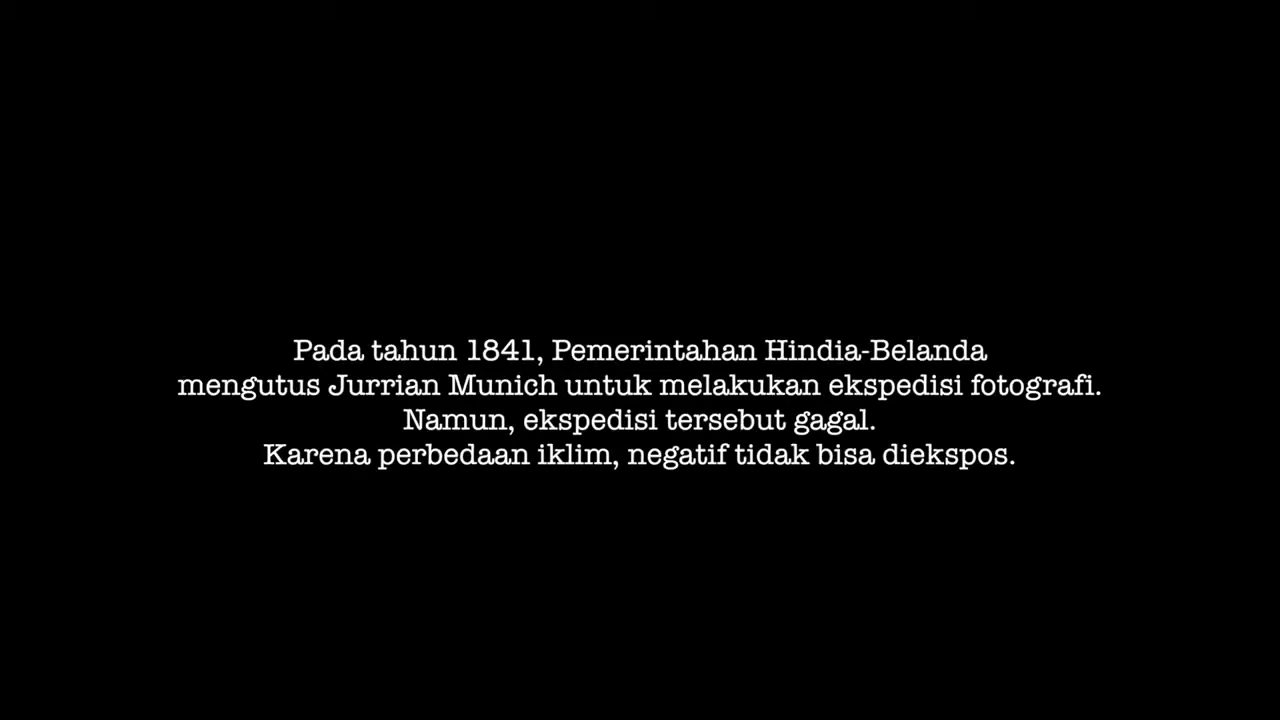 Pada tahun 1841, Pemerintahan Hindia-Belanda
mengutus Jurrian Munich untuk melakukan ekspedisi fotografi.
Namun, ekspedisi tersebut gagal.
Karena perbedaan iklim, negatif tidak bisa diekspos.